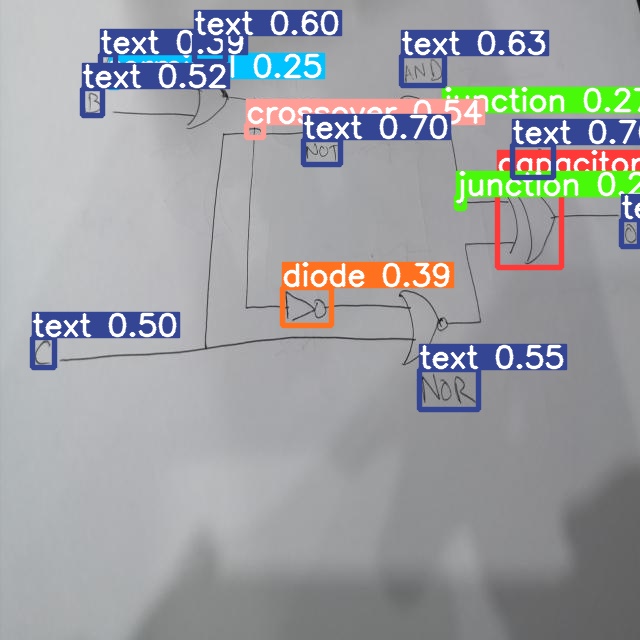 text 0.60
text 0.39
text 0.63
0.25
text 0.52
AND
B
junction 0.27
crossover 0.54
text 0.70
NOT
capacitor
junction 0.2
diode 0.39
text 0.50
C
text 0.55
NOR